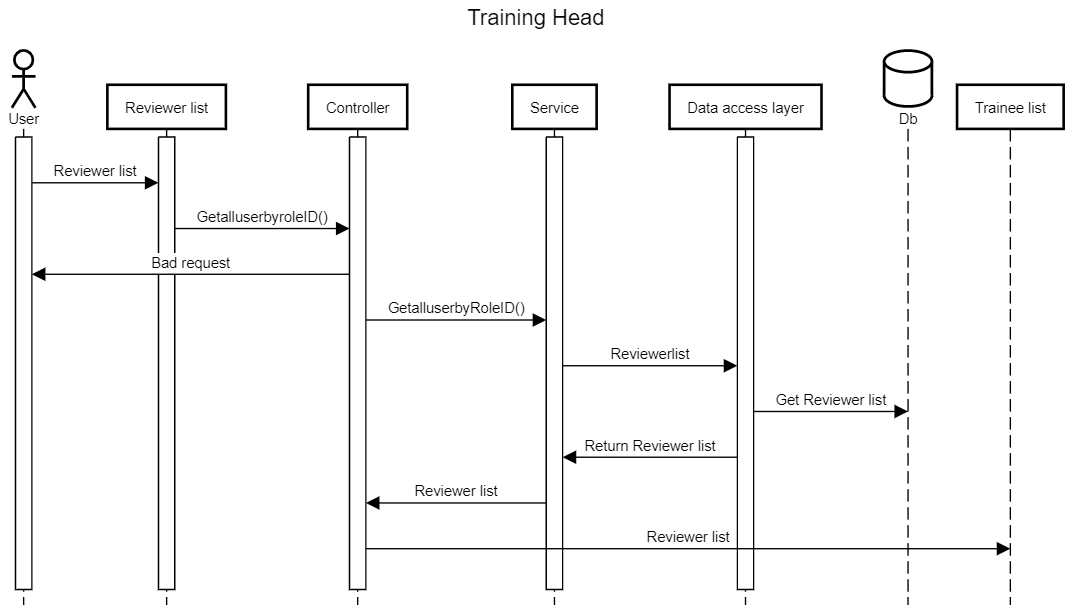 Training Head
User
Reviewer list
Controller
Service
Data access layer
Db
Trainee list
Reviewer list
GetalluserbyroleID()
Bad request
GetalluserbyRoleID()
Reviewerlist
Get Reviewer list
Return Reviewer list
Reviewer list
Reviewer list